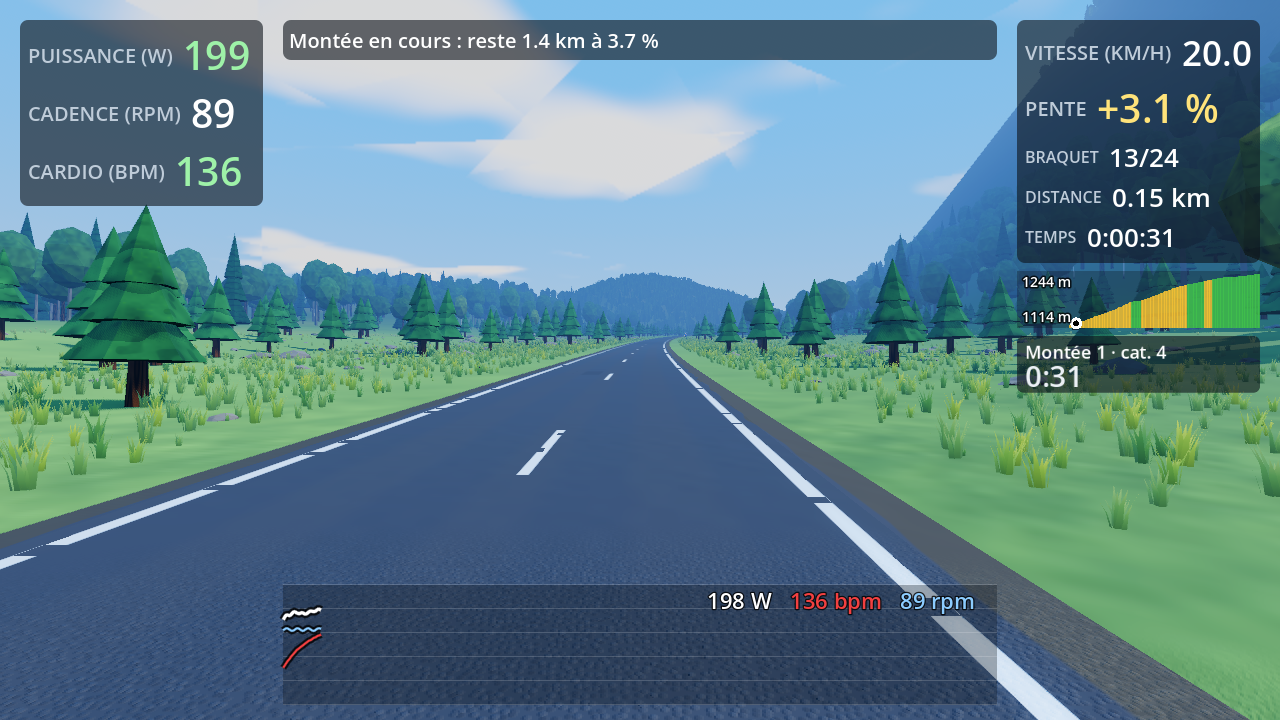 PUISSANCE (W) 199
CADENCE (RPM) 89
CARDIO (BPM) 136
Montée en cours : reste 1.4 km à 3.7 %
VITESSE (KM/H) 20.0
PENTE +3.1 %
BRAQUET 13/24
DISTANCE 0.15 km
TEMPS 0:00:31
1244 m
1114 m
Montée 1 · cat. 4
0:31
198 W 136 bpm 89 rpm